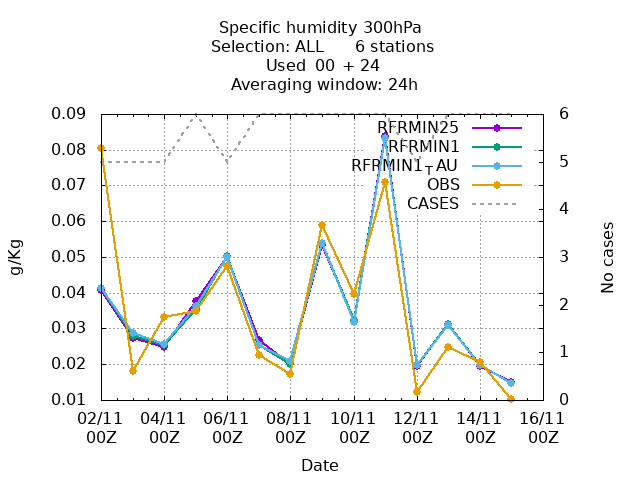 Specific humidity 300hPa
Selection: ALL 6 stations
Used 00 + 24
Averaging window: 24h
0.09
0.08
0.07
0.06
0.05
0.04
0.03
0.02
0.01
6
5
4
3
2
1
0
RFRMIN25
RFRMIN1
RFRMIN1TAU
OBS
CASES
g/Kg
No cases
02/11 04/11 06/11 08/11 10/11 12/11 14/11 16/11
00Z 00Z 00Z 00Z 00Z 00Z 00Z 00Z
Date